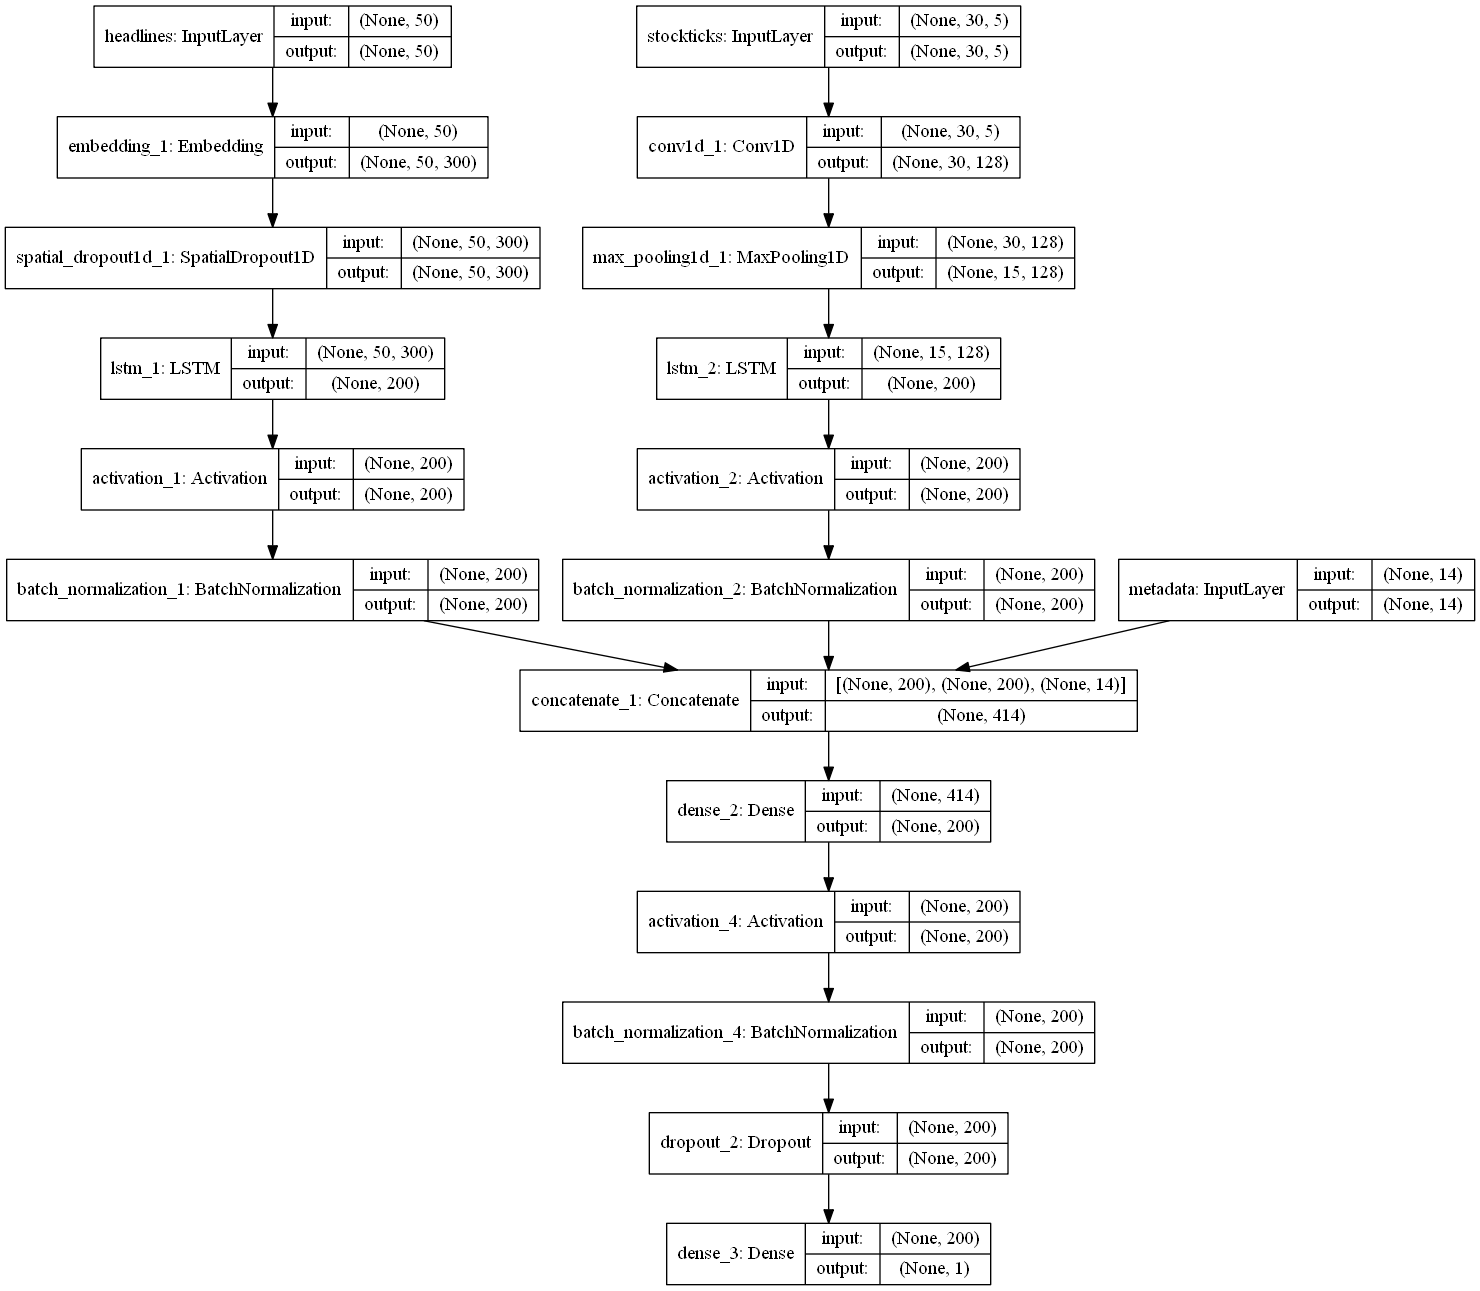 headlines: InputLayer
input: (None, 50)
output: (None, 50)
stockticks: InputLayer
input: (None, 30, 5)
output: (None, 30, 5)
embedding_1: Embedding
input: (None, 50)
output: (None, 50, 300)
conv1d_1: Conv1D
input: (None, 30, 5)
output: (None, 30, 128)
spatial_dropout1d_1: SpatialDropout1D
input: (None, 50, 300)
output: (None, 50, 300)
max_pooling1d_1: MaxPooling1D
input: (None, 30, 128)
output: (None, 15, 128)
lstm_1: LSTM
input: (None, 50, 300)
output: (None, 200)
lstm_2: LSTM
input: (None, 15, 128)
output: (None, 200)
activation_1: Activation
input: (None, 200)
output: (None, 200)
activation_2: Activation
input: (None, 200)
output: (None, 200)
batch_normalization_1: BatchNormalization
input: (None, 200)
output: (None, 200)
batch_normalization_2: BatchNormalization
input: (None, 200)
output: (None, 200)
metadata: InputLayer
input: (None, 14)
output: (None, 14)
concatenate_1: Concatenate
input: [(None, 200), (None, 200), (None, 14)]
output: (None, 414)
dense_2: Dense
input: (None, 414)
output: (None, 200)
activation_4: Activation
input: (None, 200)
output: (None, 200)
batch_normalization_4: BatchNormalization
input: (None, 200)
output: (None, 200)
dropout_2: Dropout
input: (None, 200)
output: (None, 200)
dense_3: Dense
input: (None, 200)
output: (None, 1)